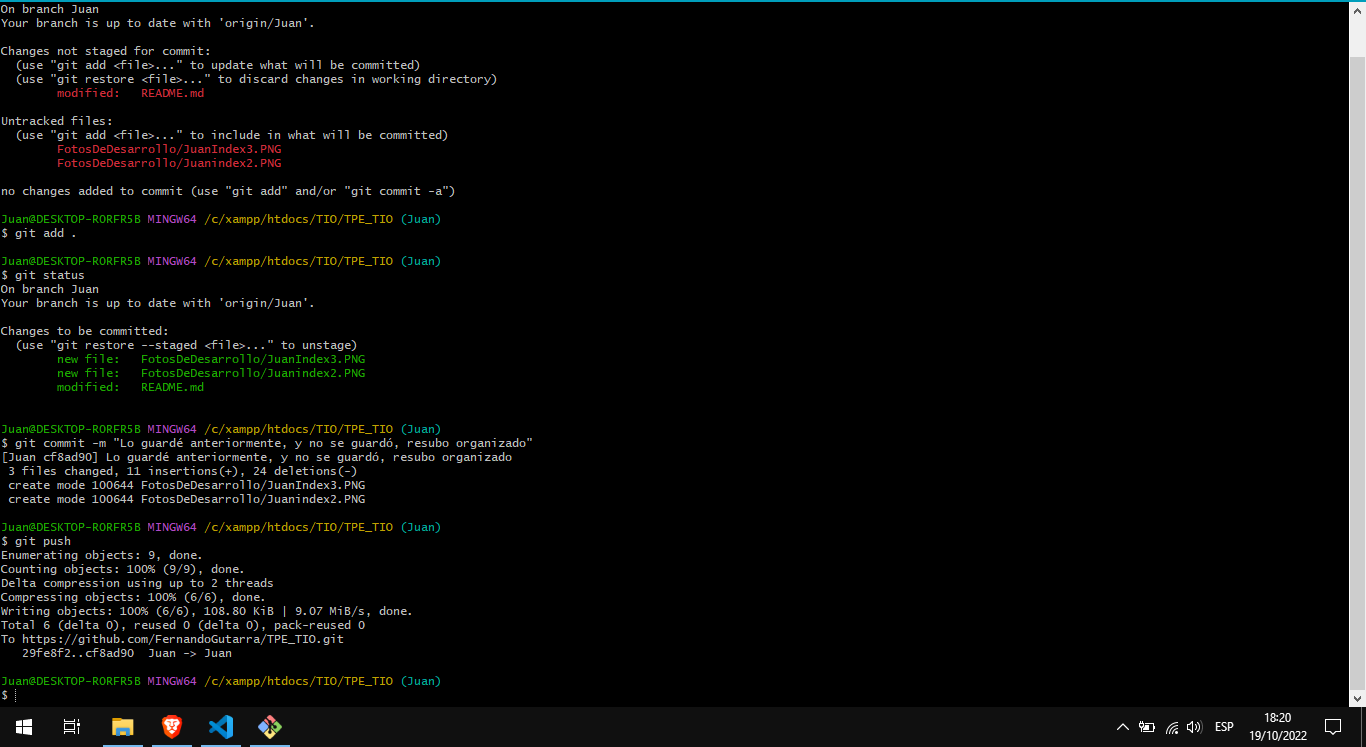 On branch Juan
Your branch is up to date with 'origin/Juan'.
Changes not staged for commit:
  (use "git add <file>..." to update what will be committed)
  (use "git restore <file>..." to discard changes in working directory)
        modified:   README.md
Untracked files:
  (use "git add <file>..." to include in what will be committed)
        FotosDeDesarrollo/JuanIndex3.PNG
        FotosDeDesarrollo/Juanindex2.PNG
no changes added to commit (use "git add" and/or "git commit -a")
Juan@DESKTOP-RORFR5B MINGW64 /c/xampp/htdocs/TIO/TPE_TIO (Juan)
$ git add .
Juan@DESKTOP-RORFR5B MINGW64 /c/xampp/htdocs/TIO/TPE_TIO (Juan)
$ git status
On branch Juan
Your branch is up to date with 'origin/Juan'.
Changes to be committed:
  (use "git restore --staged <file>..." to unstage)
        new file:   FotosDeDesarrollo/JuanIndex3.PNG
        new file:   FotosDeDesarrollo/Juanindex2.PNG
        modified:   README.md
Juan@DESKTOP-RORFR5B MINGW64 /c/xampp/htdocs/TIO/TPE_TIO (Juan)
$ git commit -m "Lo guardé anteriormente, y no se guardó, resubo organizado"
[Juan cf8ad90] Lo guardé anteriormente, y no se guardó, resubo organizado
 3 files changed, 11 insertions(+), 24 deletions(-)
 create mode 100644 FotosDeDesarrollo/JuanIndex3.PNG
 create mode 100644 FotosDeDesarrollo/Juanindex2.PNG
Juan@DESKTOP-RORFR5B MINGW64 /c/xampp/htdocs/TIO/TPE_TIO (Juan)
$ git push
Enumerating objects: 9, done.
Counting objects: 100% (9/9), done.
Delta compression using up to 2 threads
Compressing objects: 100% (6/6), done.
Writing objects: 100% (6/6), 108.80 KiB | 9.07 MiB/s, done.
Total 6 (delta 0), reused 0 (delta 0), pack-reused 0
To https://github.com/FernandoGutarra/TPE_TIO.git
   29fe8f2..cf8ad90  Juan -> Juan
Juan@DESKTOP-RORFR5B MINGW64 /c/xampp/htdocs/TIO/TPE_TIO (Juan)
$
ESP
18:20
19/10/2022